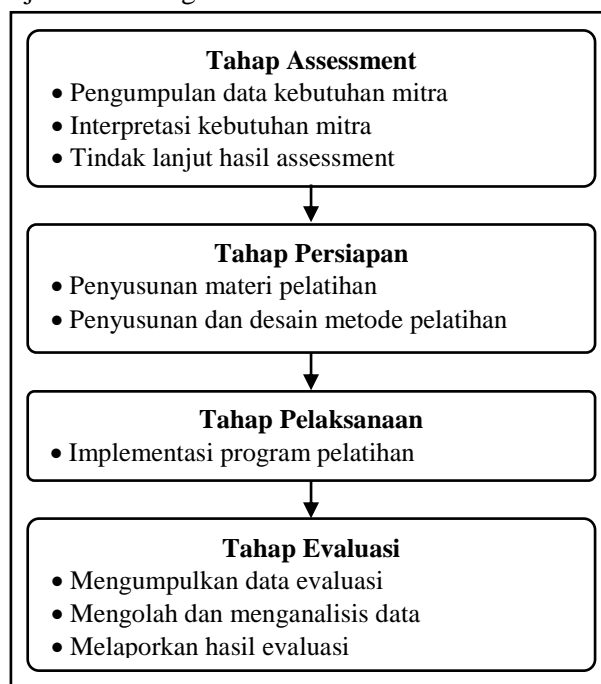 Tahap Assessment
• Pengumpulan data kebutuhan mitra
• Interpretasi kebutuhan mitra
• Tindak lanjut hasil assessment
Tahap Persiapan
• Penyusunan materi pelatihan
• Penyusunan dan desain metode pelatihan
Tahap Pelaksanaan
• Implementasi program pelatihan
Tahap Evaluasi
• Mengumpulkan data evaluasi
• Mengolah dan menganalisis data
• Melaporkan hasil evaluasi